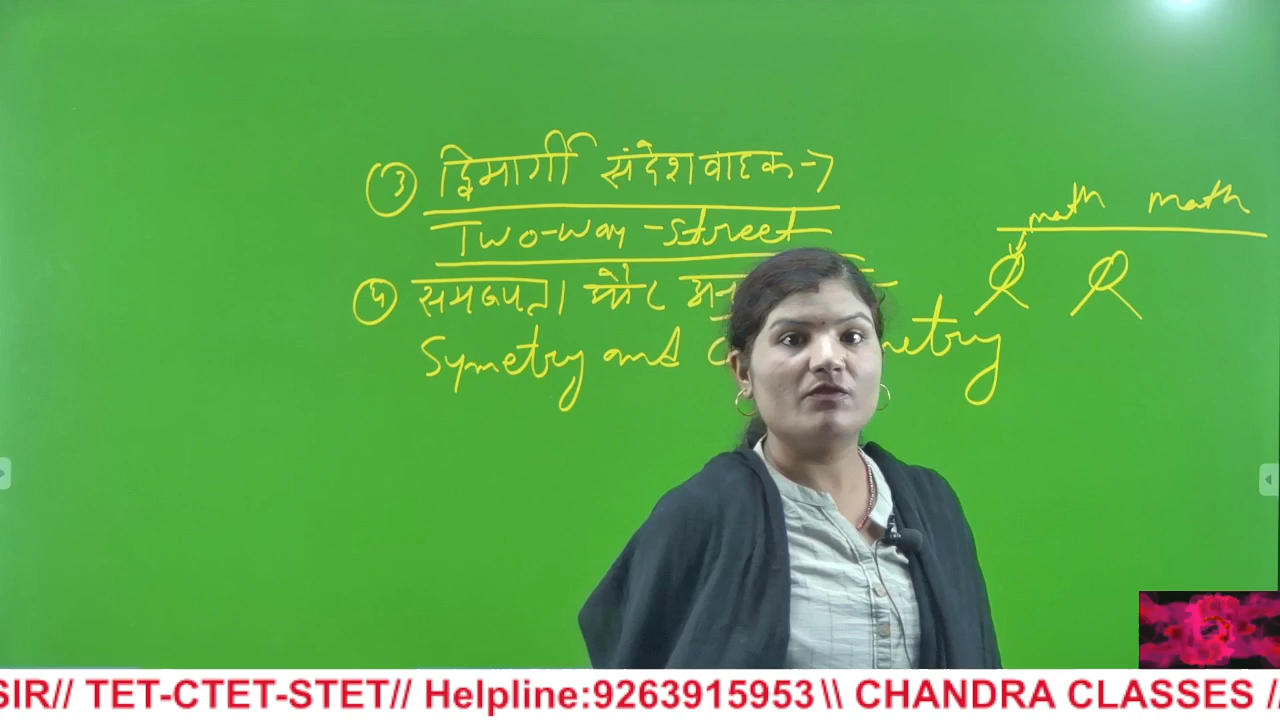 ③ द्विमार्गी संदेशवाहक →
Two-way-Street
समरूपता और
Symetry and
math math
SIR// TET-CTET-STET// Helpline:9263915953 \\ CHANDRA CLASSES //